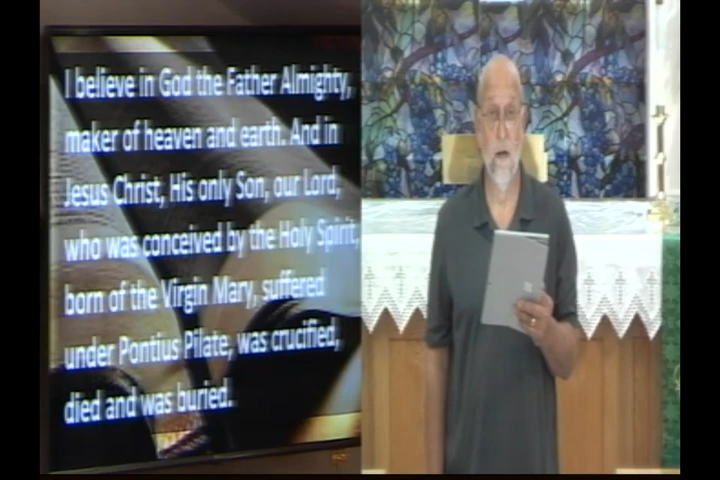 I believe in God the Father Almighty,
maker of heaven and earth. And in
Jesus Christ, His only Son, our Lord,
who was conceived by the Holy Spirit,
born of the Virgin Mary, suffered
under Pontius Pilate, was crucified,
died and was buried.